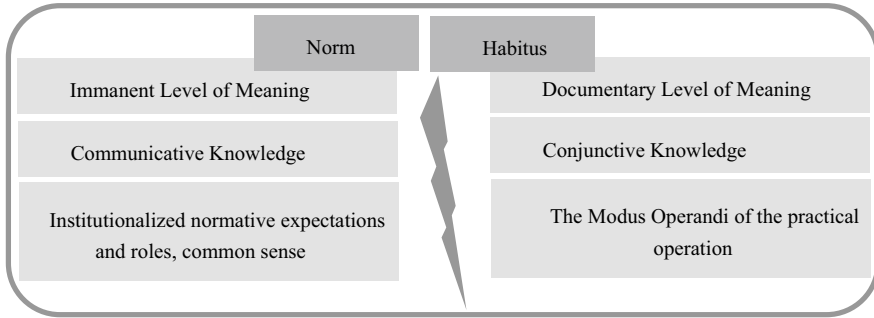 Norm
Habitus
Immanent Level of Meaning
Documentary Level of Meaning
Communicative Knowledge
Conjunctive Knowledge
Institutionalized normative expectations
and roles, common sense
The Modus Operandi of the practical
operation